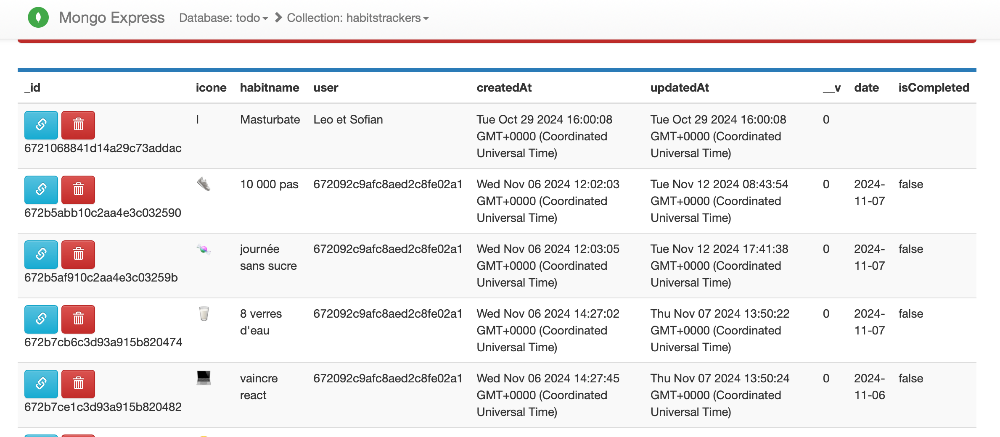 Mongo Express Database: todo Collection: habitstrackers
_id icone habitname user createdAt updatedAt __v date isCompleted
I Masturbate Leo et Sofian Tue Oct 29 2024 16:00:08 Tue Oct 29 2024 16:00:08 0
GMT+0000 (Coordinated GMT+0000 (Coordinated
6721068841d14a29c73addac Universal Time) Universal Time)
10 000 pas 672092c9afc8aed2c8fe02a1 Wed Nov 06 2024 12:02:03 Tue Nov 12 2024 08:43:54 0 2024- false
GMT+0000 (Coordinated GMT+0000 (Coordinated 11-07
672b5abb10c2aa4e3c032590 Universal Time) Universal Time)
journée 672092c9afc8aed2c8fe02a1 Wed Nov 06 2024 12:03:05 Tue Nov 12 2024 17:41:38 0 2024- false
sans sucre GMT+0000 (Coordinated GMT+0000 (Coordinated 11-07
672b5af910c2aa4e3c03259b Universal Time) Universal Time)
8 verres 672092c9afc8aed2c8fe02a1 Wed Nov 06 2024 14:27:02 Thu Nov 07 2024 13:50:22 0 2024- false
d'eau GMT+0000 (Coordinated GMT+0000 (Coordinated 11-07
672b7cb6c3d93a915b820474 Universal Time) Universal Time)
vaincre 672092c9afc8aed2c8fe02a1 Wed Nov 06 2024 14:27:45 Thu Nov 07 2024 13:50:24 0 2024- false
react GMT+0000 (Coordinated GMT+0000 (Coordinated 11-06
672b7ce1c3d93a915b820482 Universal Time) Universal Time)